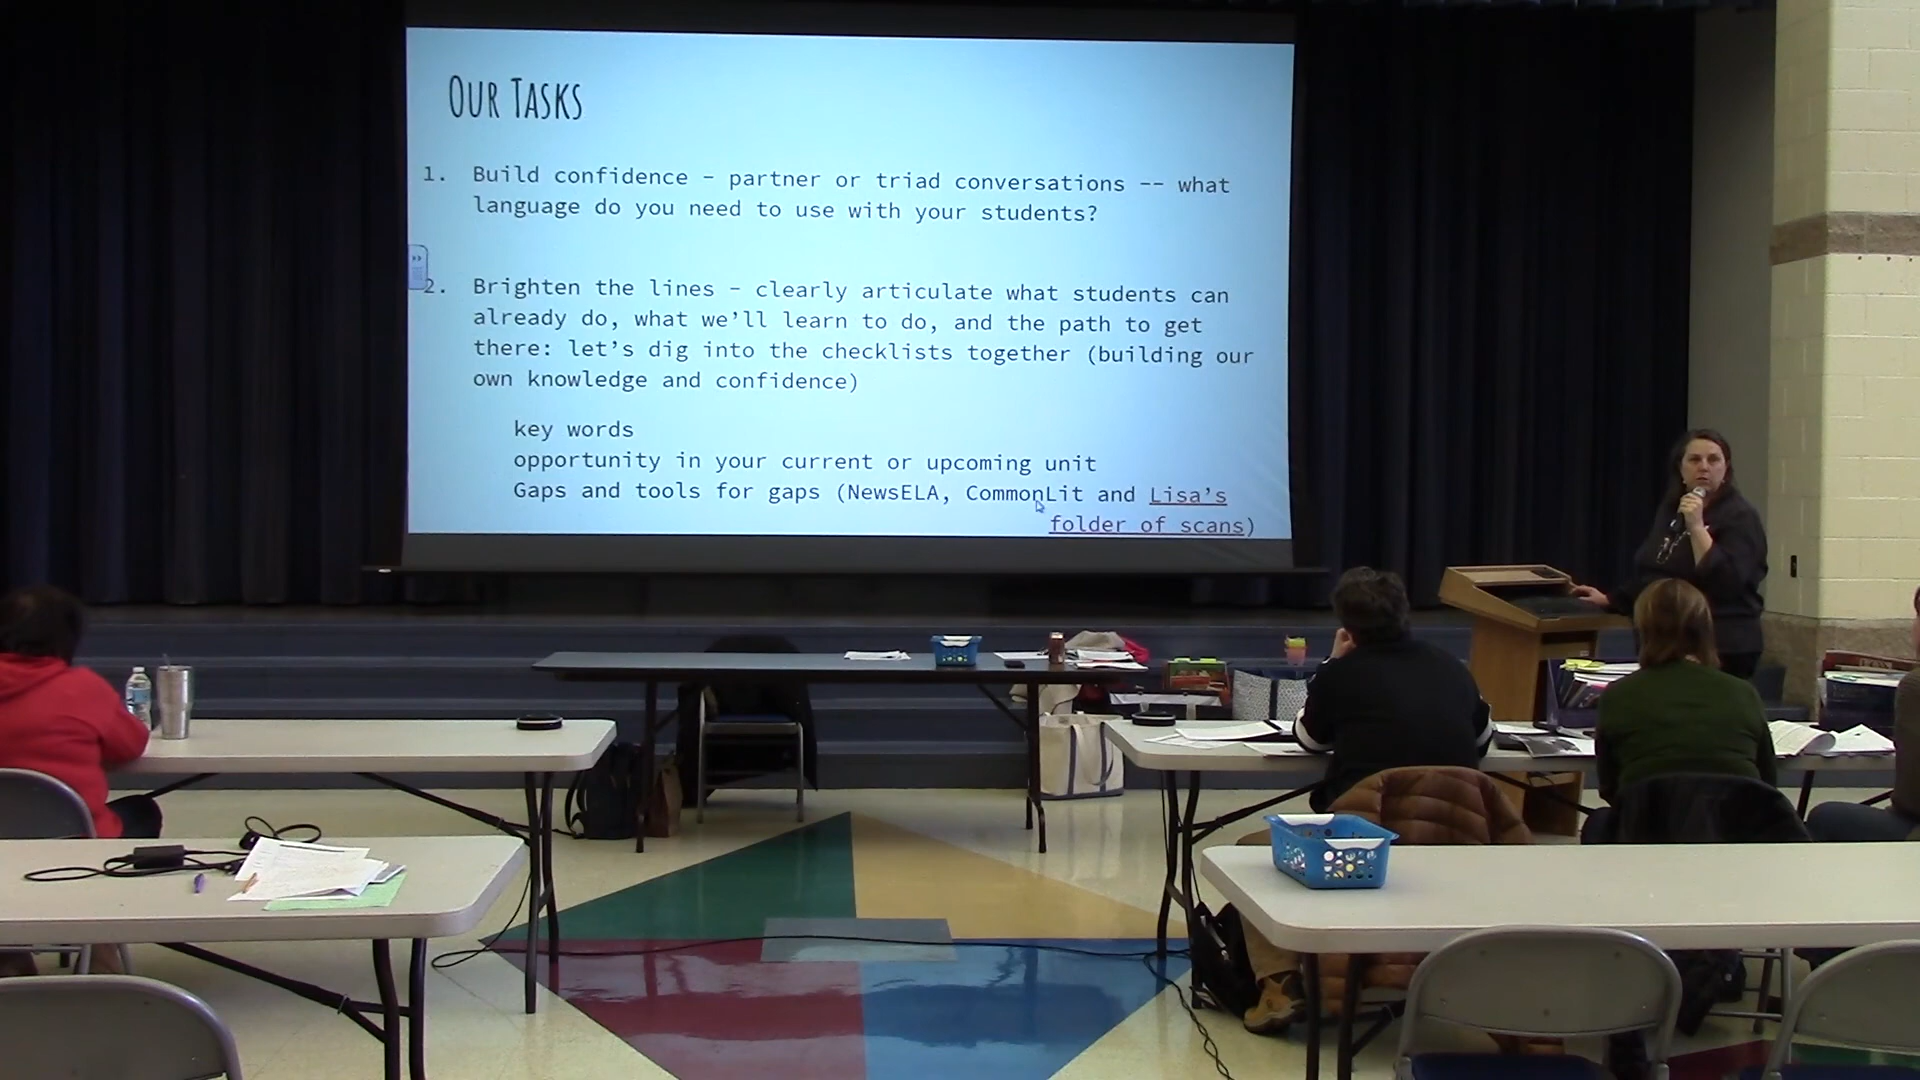 Our Tasks
1. Build confidence – partner or triad conversations -- what
language do you need to use with your students?
2. Brighten the lines – clearly articulate what students can
already do, what we'll learn to do, and the path to get
there: let's dig into the checklists together (building our
own knowledge and confidence)
key words
opportunity in your current or upcoming unit
Gaps and tools for gaps (NewsELA, CommonLit and Lisa's
folder of scans)